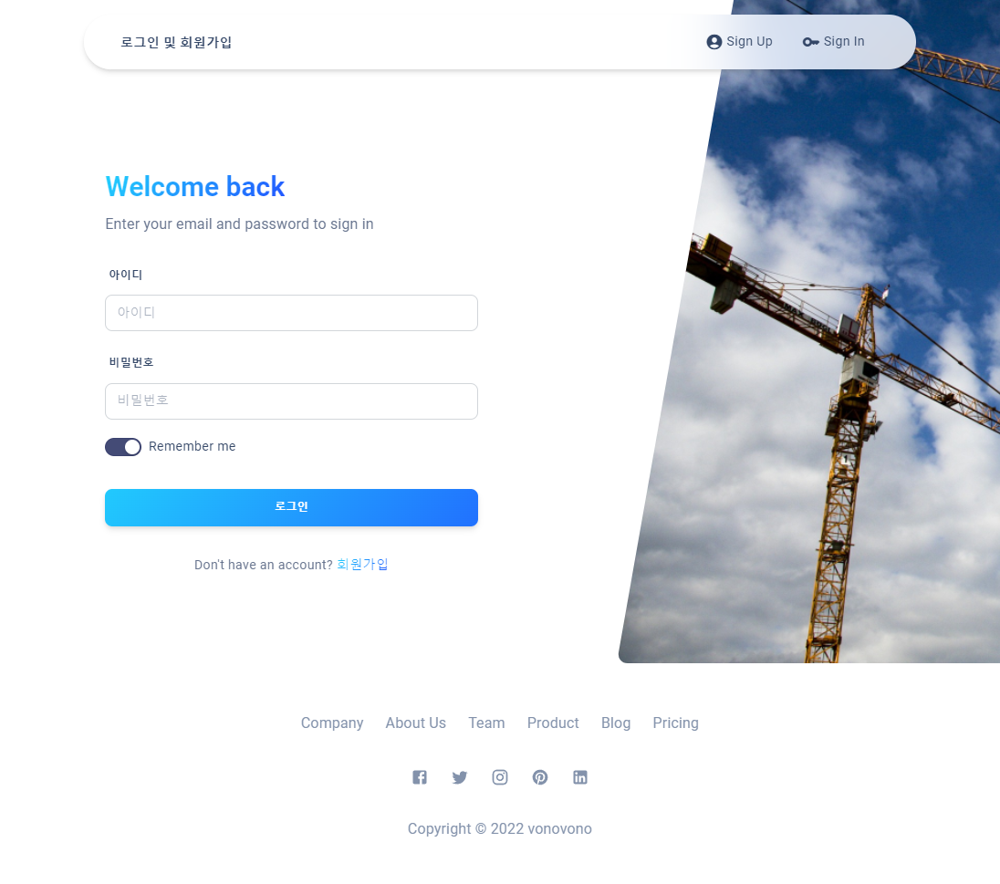 로그인 및 회원가입
Sign Up
Sign In
Welcome back
Enter your email and password to sign in
아이디
아이디
비밀번호
비밀번호
Remember me
로그인
Don't have an account? 회원가입
Company About Us Team Product Blog Pricing
Copyright © 2022 vonovono